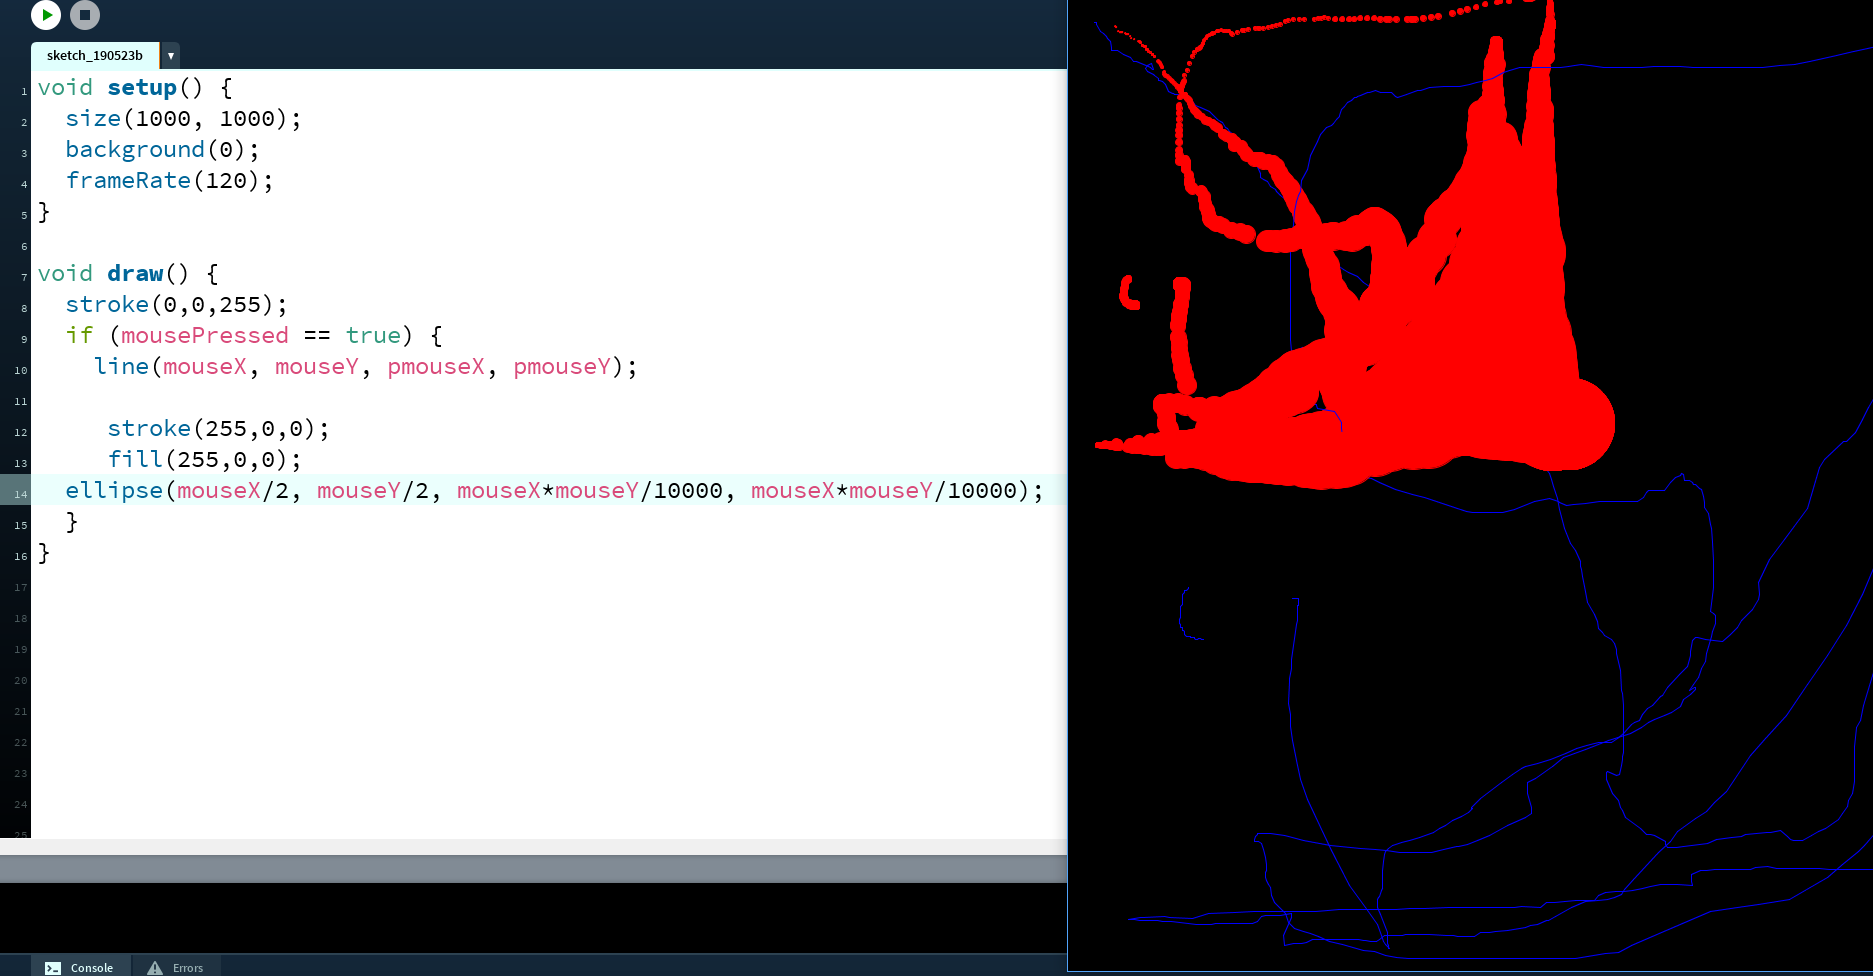 sketch_190523b
1 void setup() {
2 size(1000, 1000);
3 background(0);
4 frameRate(120);
5 }
6
7 void draw() {
8 stroke(0,0,255);
9 if (mousePressed == true) {
10 line(mouseX, mouseY, pmouseX, pmouseY);
11
12 stroke(255,0,0);
13 fill(255,0,0);
14 ellipse(mouseX/2, mouseY/2, mouseX*mouseY/10000, mouseX*mouseY/10000);
15 }
16 }
17
18
19
20
21
22
23
24
25
Console Errors